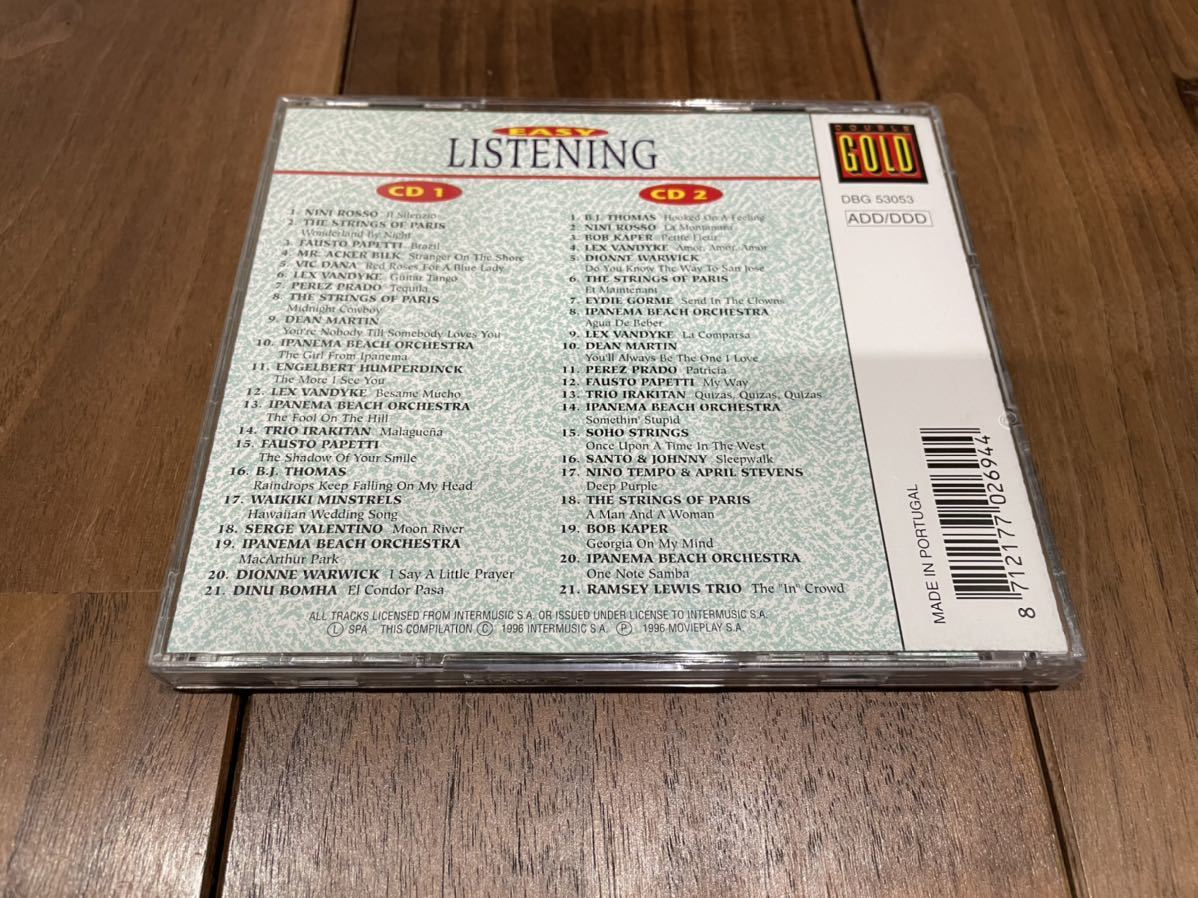 EASY
LISTENING
CD 1
1. NINI ROSSO Il Silenzio
2. THE STRINGS OF PARIS
Wonderland By Night
3. FAUSTO PAPETTI Brazil
4. MR. ACKER BILK Stranger On The Shore
5. VIC DANA Red Roses For A Blue Lady
6. LEX VANDYKE Guitar Tango
7. PEREZ PRADO Tequila
8. THE STRINGS OF PARIS
Midnight Cowboy
9. DEAN MARTIN
You're Nobody Till Somebody Loves You
10. IPANEMA BEACH ORCHESTRA
The Girl From Ipanema
11. ENGELBERT HUMPERDINCK
The More I See You
12. LEX VANDYKE Besame Mucho
13. IPANEMA BEACH ORCHESTRA
The Fool On The Hill
14. TRIO IRAKITAN Malagueña
15. FAUSTO PAPETTI
The Shadow Of Your Smile
16. B.J. THOMAS
Raindrops Keep Falling On My Head
17. WAIKIKI MINSTRELS
Hawaiian Wedding Song
18. SERGE VALENTINO Moon River
19. IPANEMA BEACH ORCHESTRA
MacArthur Park
20. DIONNE WARWICK I Say A Little Prayer
21. DINU BOMHA El Condor Pasa
CD 2
1. B.J. THOMAS Hooked On A Feeling
2. NINI ROSSO La Montanara
3. BOB KAPER Petite Fleur
4. LEX VANDYKE Amor, Amor, Amor
5. DIONNE WARWICK
Do You Know The Way To San Jose
6. THE STRINGS OF PARIS
Et Maintenant
7. EYDIE GORME Send In The Clowns
8. IPANEMA BEACH ORCHESTRA
Agua De Beber
9. LEX VANDYKE La Comparsa
10. DEAN MARTIN
You'll Always Be The One I Love
11. PEREZ PRADO Patricia
12. FAUSTO PAPETTI My Way
13. TRIO IRAKITAN Quizas, Quizas, Quizas
14. IPANEMA BEACH ORCHESTRA
Somethin' Stupid
15. SOHO STRINGS
Once Upon A Time In The West
16. SANTO & JOHNNY Sleepwalk
17. NINO TEMPO & APRIL STEVENS
Deep Purple
18. THE STRINGS OF PARIS
A Man And A Woman
19. BOB KAPER
Georgia On My Mind
20. IPANEMA BEACH ORCHESTRA
One Note Samba
21. RAMSEY LEWIS TRIO The "In" Crowd
ALL TRACKS LICENSED FROM INTERMUSIC S.A. OR ISSUED UNDER LICENSE TO INTERMUSIC S.A.
Ⓛ SPA THIS COMPILATION © 1996 INTERMUSIC S.A. ℗ 1996 MOVIEPLAY S.A.
DOUBLE
GOLD
DBG 53053
ADD/DDD
MADE IN PORTUGAL
8 712177 026944